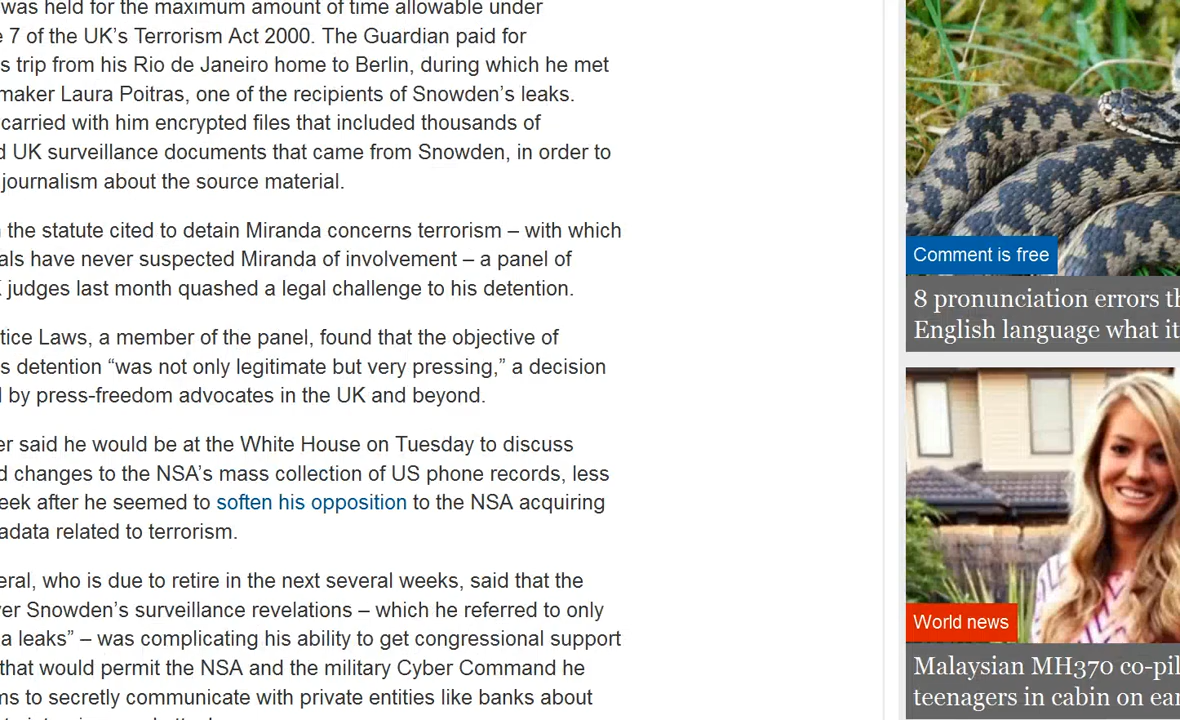 was held for the maximum amount of time allowable under
7 of the UK's Terrorism Act 2000. The Guardian paid for
trip from his Rio de Janeiro home to Berlin, during which he met
maker Laura Poitras, one of the recipients of Snowden's leaks.
carried with him encrypted files that included thousands of
UK surveillance documents that came from Snowden, in order to
journalism about the source material.
the statute cited to detain Miranda concerns terrorism – with which
als have never suspected Miranda of involvement – a panel of
judges last month quashed a legal challenge to his detention.
tice Laws, a member of the panel, found that the objective of
s detention “was not only legitimate but very pressing,” a decision
by press-freedom advocates in the UK and beyond.
er said he would be at the White House on Tuesday to discuss
d changes to the NSA's mass collection of US phone records, less
eek after he seemed to soften his opposition to the NSA acquiring
adata related to terrorism.
eral, who is due to retire in the next several weeks, said that the
er Snowden's surveillance revelations – which he referred to only
a leaks” – was complicating his ability to get congressional support
that would permit the NSA and the military Cyber Command he
ms to secretly communicate with private entities like banks about
Comment is free
8 pronunciation errors th
English language what it
World news
Malaysian MH370 co-pil
teenagers in cabin on ear